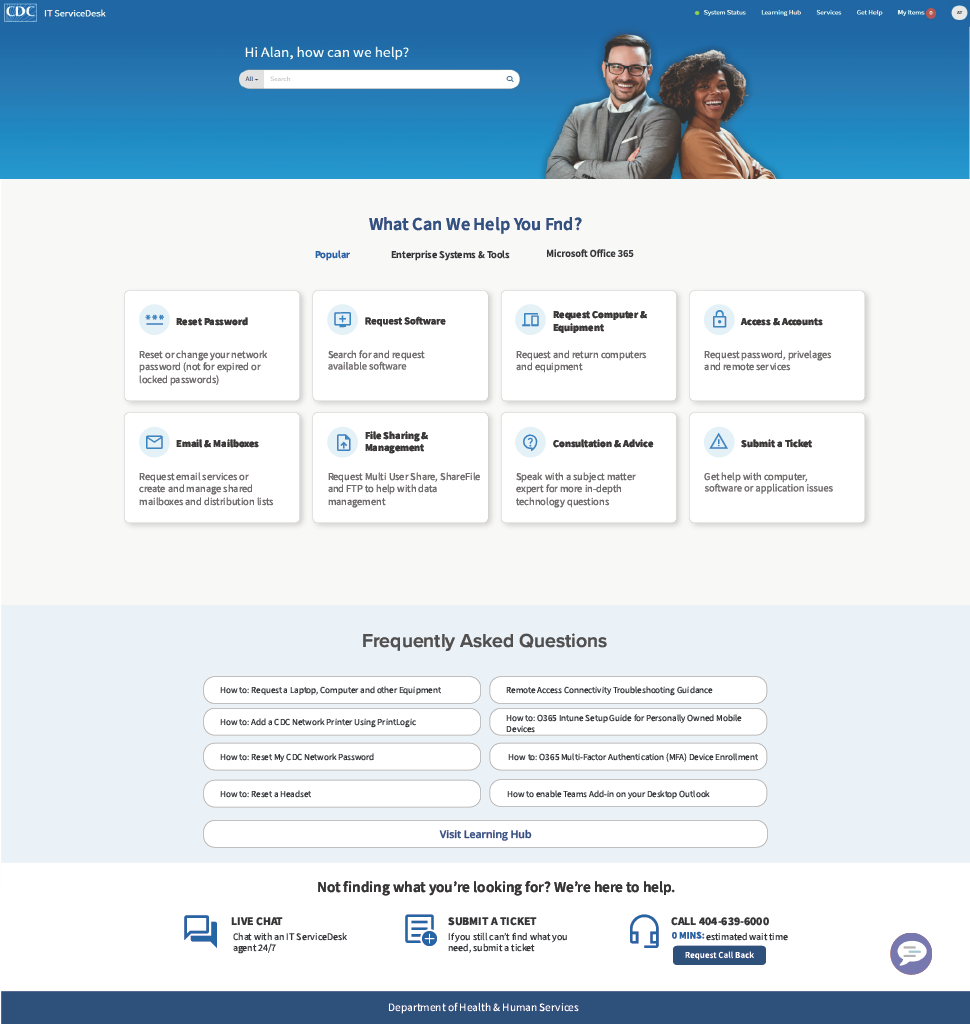 CDC IT ServiceDesk
System Status Learning Hub Services Get Help My Items 0 AT
Hi Alan, how can we help?
All Search
What Can We Help You Fnd?
Popular Enterprise Systems & Tools Microsoft Office 365
Reset Password
Reset or change your network
password (not for expired or
locked passwords)
Request Software
Search for and request
available software
Request Computer &
Equipment
Request and return computers
and equipment
Access & Accounts
Request password, privelages
and remote services
Email & Mailboxes
Request email services or
create and manage shared
mailboxes and distribution lists
File Sharing &
Management
Request Multi User Share, ShareFile
and FTP to help with data
management
Consultation & Advice
Speak with a subject matter
expert for more in-depth
technology questions
Submit a Ticket
Get help with computer,
software or application issues
Frequently Asked Questions
How to: Request a Laptop, Computer and other Equipment
Remote Access Connectivity Troubleshooting Guidance
How to: Add a CDC Network Printer Using PrintLogic
How to: O365 Intune Setup Guide for Personally Owned Mobile
Devices
How to: Reset My CDC Network Password
How to: O365 Multi-Factor Authentication (MFA) Device Enrollment
How to: Reset a Headset
How to enable Teams Add-in on your Desktop Outlook
Visit Learning Hub
Not finding what you're looking for? We're here to help.
LIVE CHAT
Chat with an IT ServiceDesk
agent 24/7
SUBMIT A TICKET
If you still can't find what you
need, submit a ticket
CALL 404-639-6000
0 MINS: estimated wait time
Request Call Back
Department of Health & Human Services